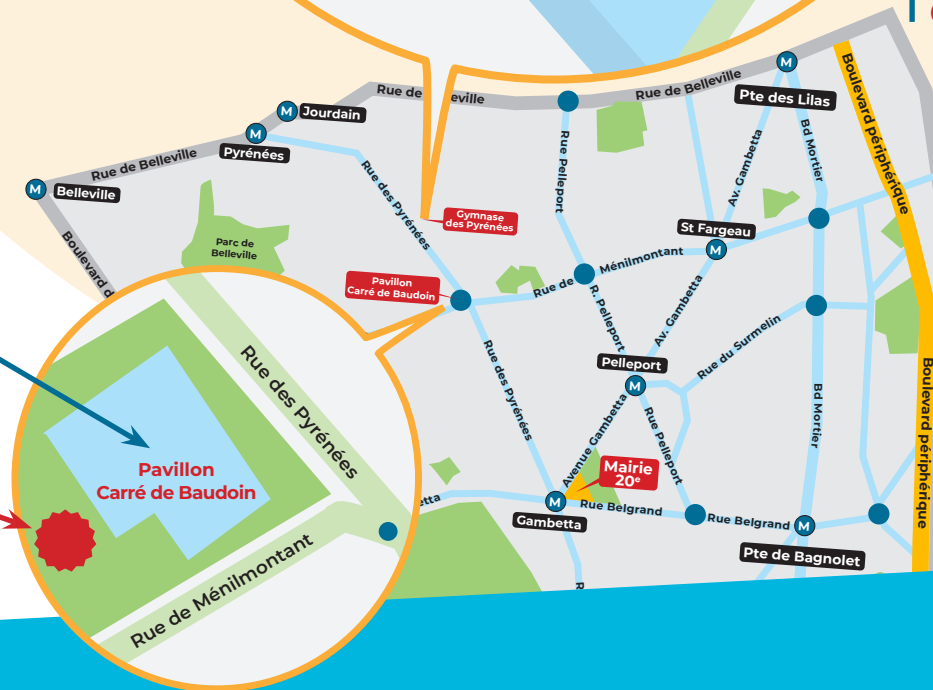 Boulevard périphérique
Rue de Belleville
Pte des Lilas
Rue de
eville
Jourdain
Pyrénées
Rue de Belleville
Belleville
Boulevard d
Parc de
Belleville
Rue des Pyrénées
Gymnase
des Pyrénées
Pavillon
Carré de Baudoin
Rue Pelleport
Av. Gambetta
Bd Mortier
St Fargeau
Rue de Ménilmontant
R. Pelleport
Av. Gambetta
Rue du Surmelin
Pelleport
Rue des Pyrénées
Avenue Gambetta
Rue Pelleport
Bd Mortier
Boulevard périphérique
Mairie
20e
etta
Gambetta
Rue Belgrand
Rue Belgrand
Pte de Bagnolet
R
Rue des Pyrénées
Pavillon
Carré de Baudoin
Rue de Ménilmontant
M
M
M
M
M
M
M
M